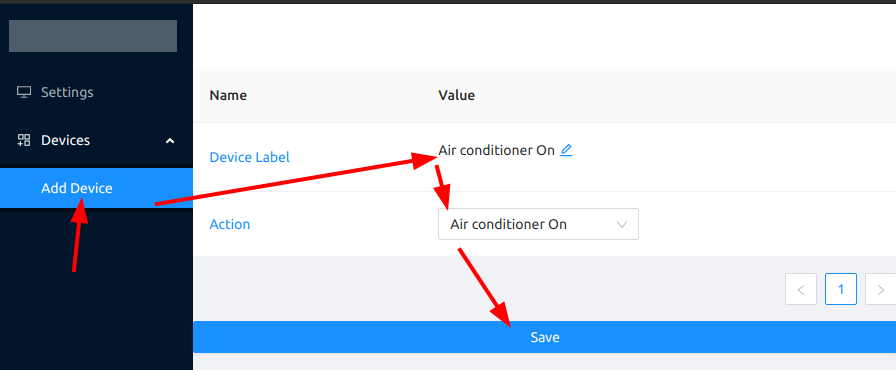 Settings
Devices
Add Device
Name Value
Device Label Air conditioner On
Action Air conditioner On
< 1 >
Save